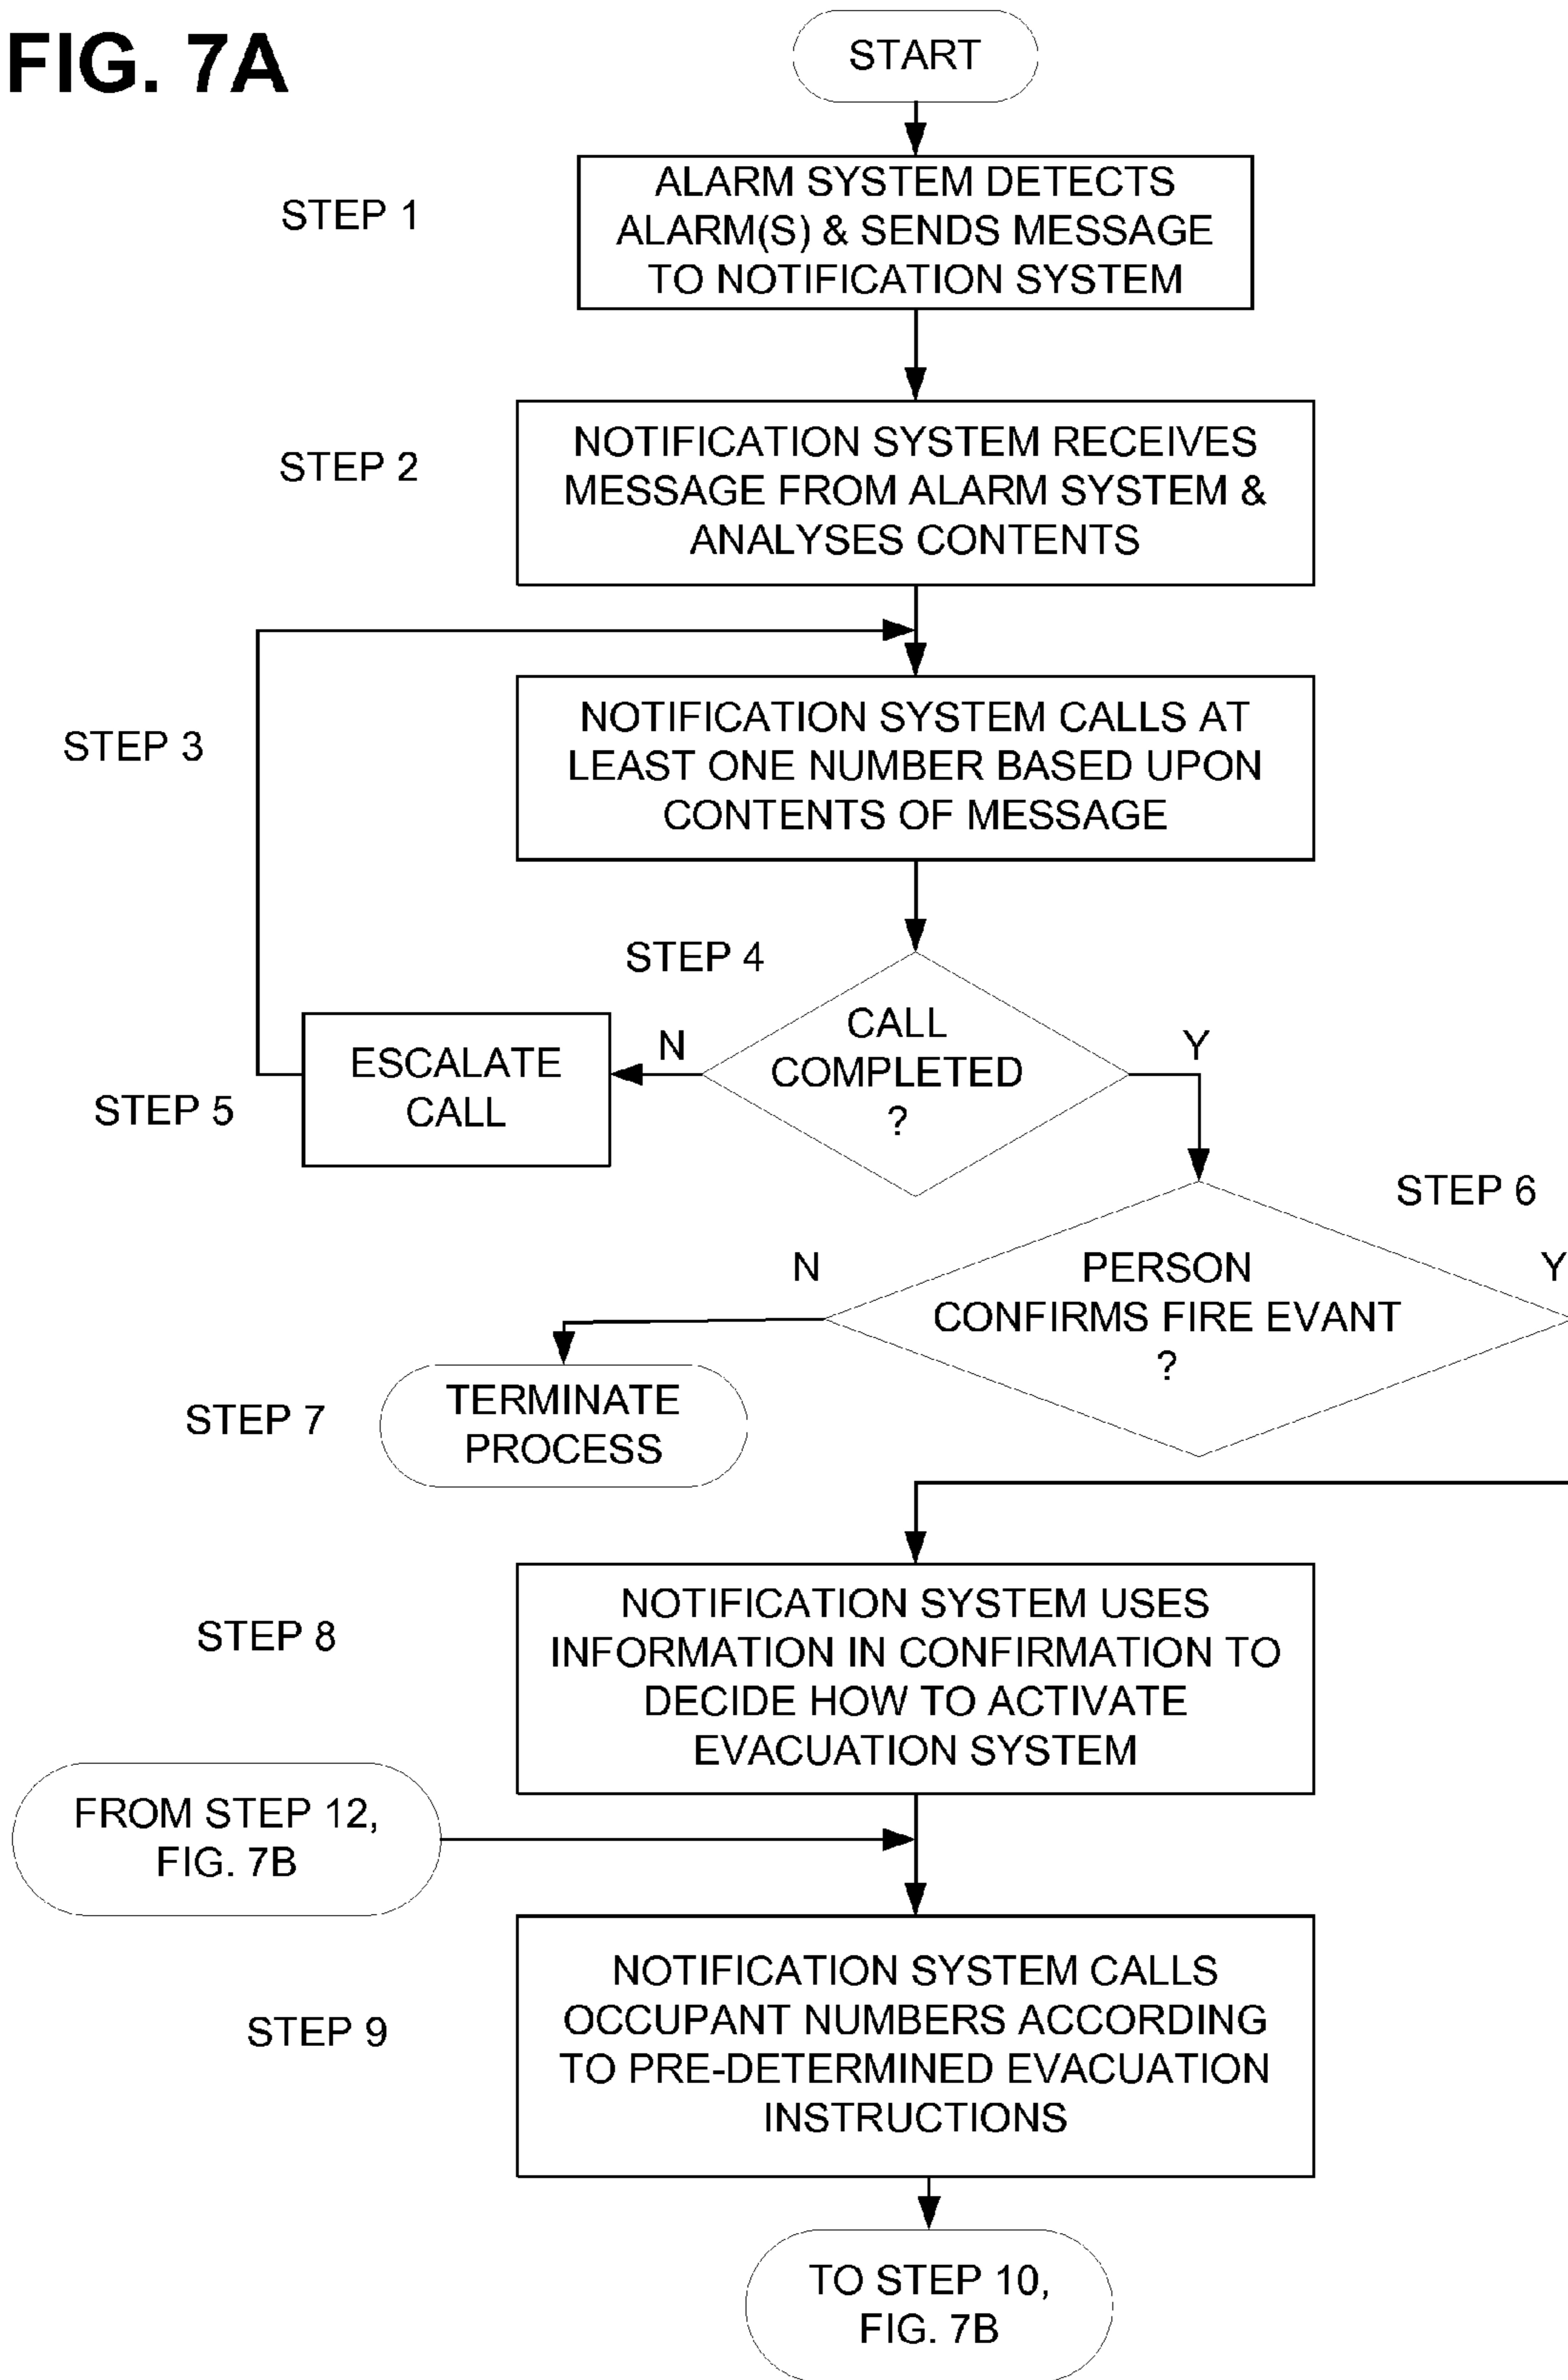 FIG. 7A
START
STEP 1
ALARM SYSTEM DETECTS
ALARM(S) & SENDS MESSAGE
TO NOTIFICATION SYSTEM
STEP 2
NOTIFICATION SYSTEM RECEIVES
MESSAGE FROM ALARM SYSTEM &
ANALYSES CONTENTS
STEP 3
NOTIFICATION SYSTEM CALLS AT
LEAST ONE NUMBER BASED UPON
CONTENTS OF MESSAGE
STEP 4
CALL
COMPLETED
?
N
Y
ESCALATE
CALL
STEP 5
STEP 6
PERSON
CONFIRMS FIRE EVANT
?
N
Y
STEP 7
TERMINATE
PROCESS
STEP 8
NOTIFICATION SYSTEM USES
INFORMATION IN CONFIRMATION TO
DECIDE HOW TO ACTIVATE
EVACUATION SYSTEM
FROM STEP 12,
FIG. 7B
STEP 9
NOTIFICATION SYSTEM CALLS
OCCUPANT NUMBERS ACCORDING
TO PRE-DETERMINED EVACUATION
INSTRUCTIONS
TO STEP 10,
FIG. 7B